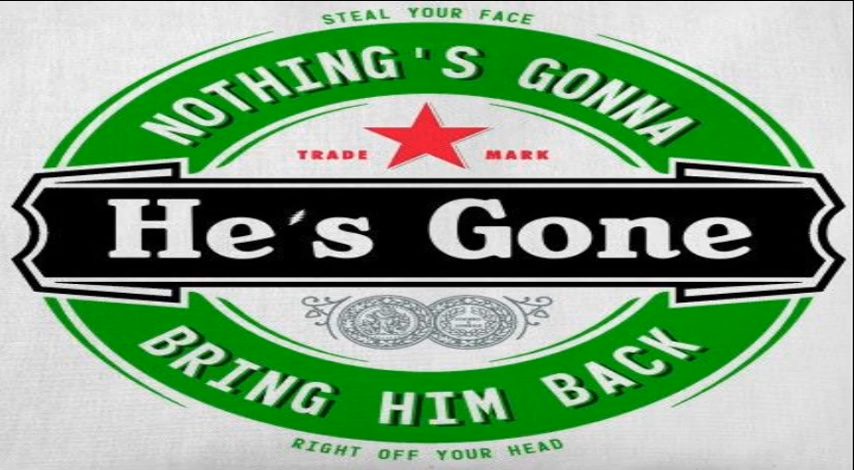 STEAL YOUR FACE
NOTHING'S GONNA
TRADE MARK
He's Gone
BRING HIM BACK
RIGHT OFF YOUR HEAD